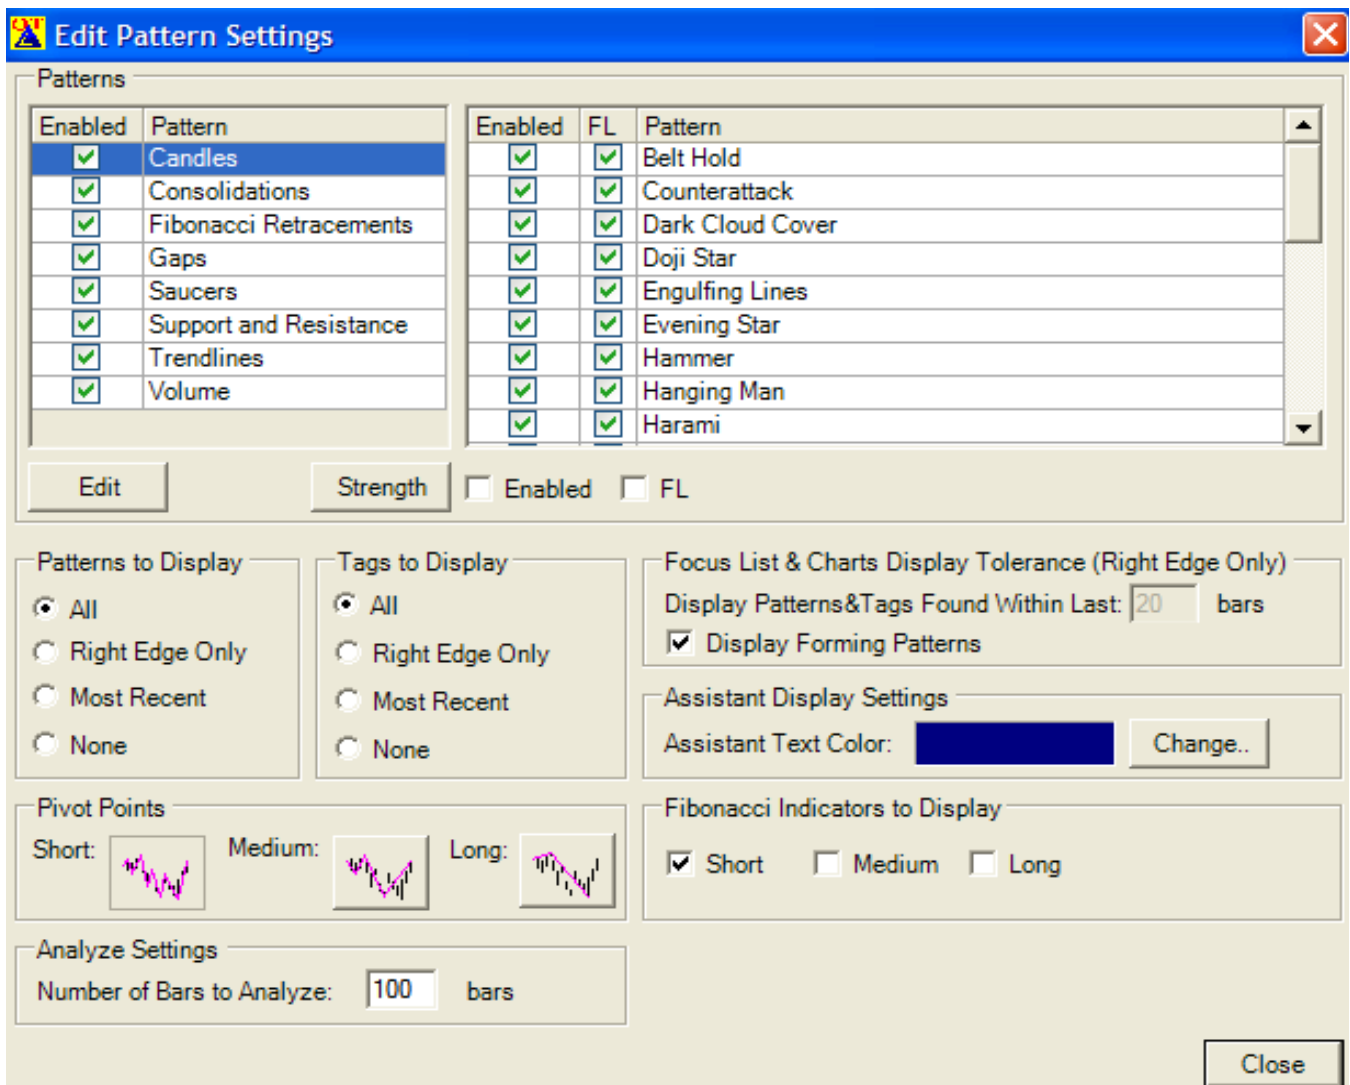 Edit Pattern Settings
Patterns
Enabled Pattern
Candles
Consolidations
Fibonacci Retracements
Gaps
Saucers
Support and Resistance
Trendlines
Volume
Enabled FL Pattern
Belt Hold
Counterattack
Dark Cloud Cover
Doji Star
Engulfing Lines
Evening Star
Hammer
Hanging Man
Harami
Edit Strength Enabled FL
Patterns to Display
All
Right Edge Only
Most Recent
None
Tags to Display
All
Right Edge Only
Most Recent
None
Focus List & Charts Display Tolerance (Right Edge Only)
Display Patterns&Tags Found Within Last: 20 bars
Display Forming Patterns
Assistant Display Settings
Assistant Text Color: Change..
Pivot Points
Short: Medium: Long:
Fibonacci Indicators to Display
Short Medium Long
Analyze Settings
Number of Bars to Analyze: 100 bars
Close